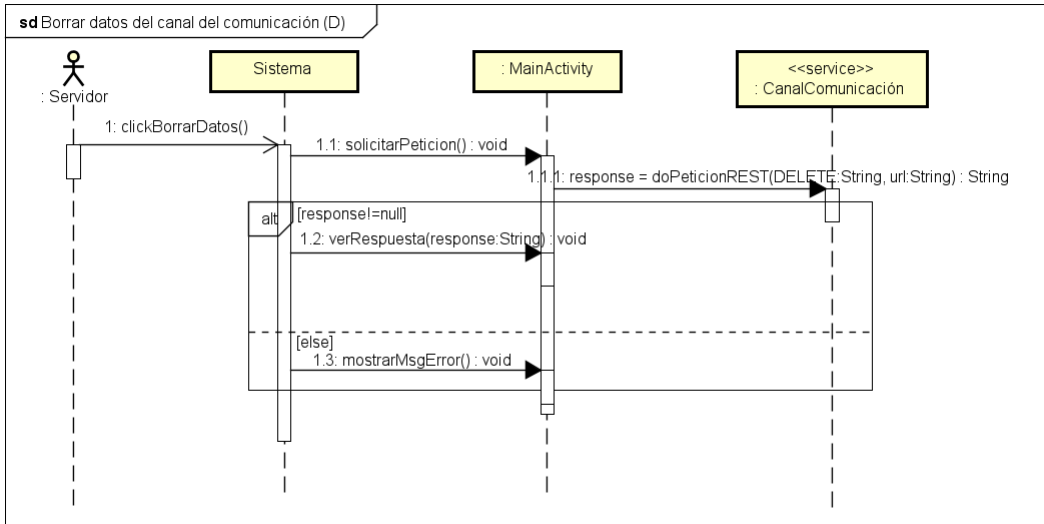 sd Borrar datos del canal del comunicación (D)
: Servidor
Sistema
: MainActivity
<<service>>
: CanalComunicación
1: clickBorrarDatos()
1.1: solicitarPeticion() : void
1.1.1: response = doPeticionREST(DELETE:String, url:String) : String
alt
[response!=null]
1.2: verRespuesta(response:String) : void
[else]
1.3: mostrarMsgError() : void